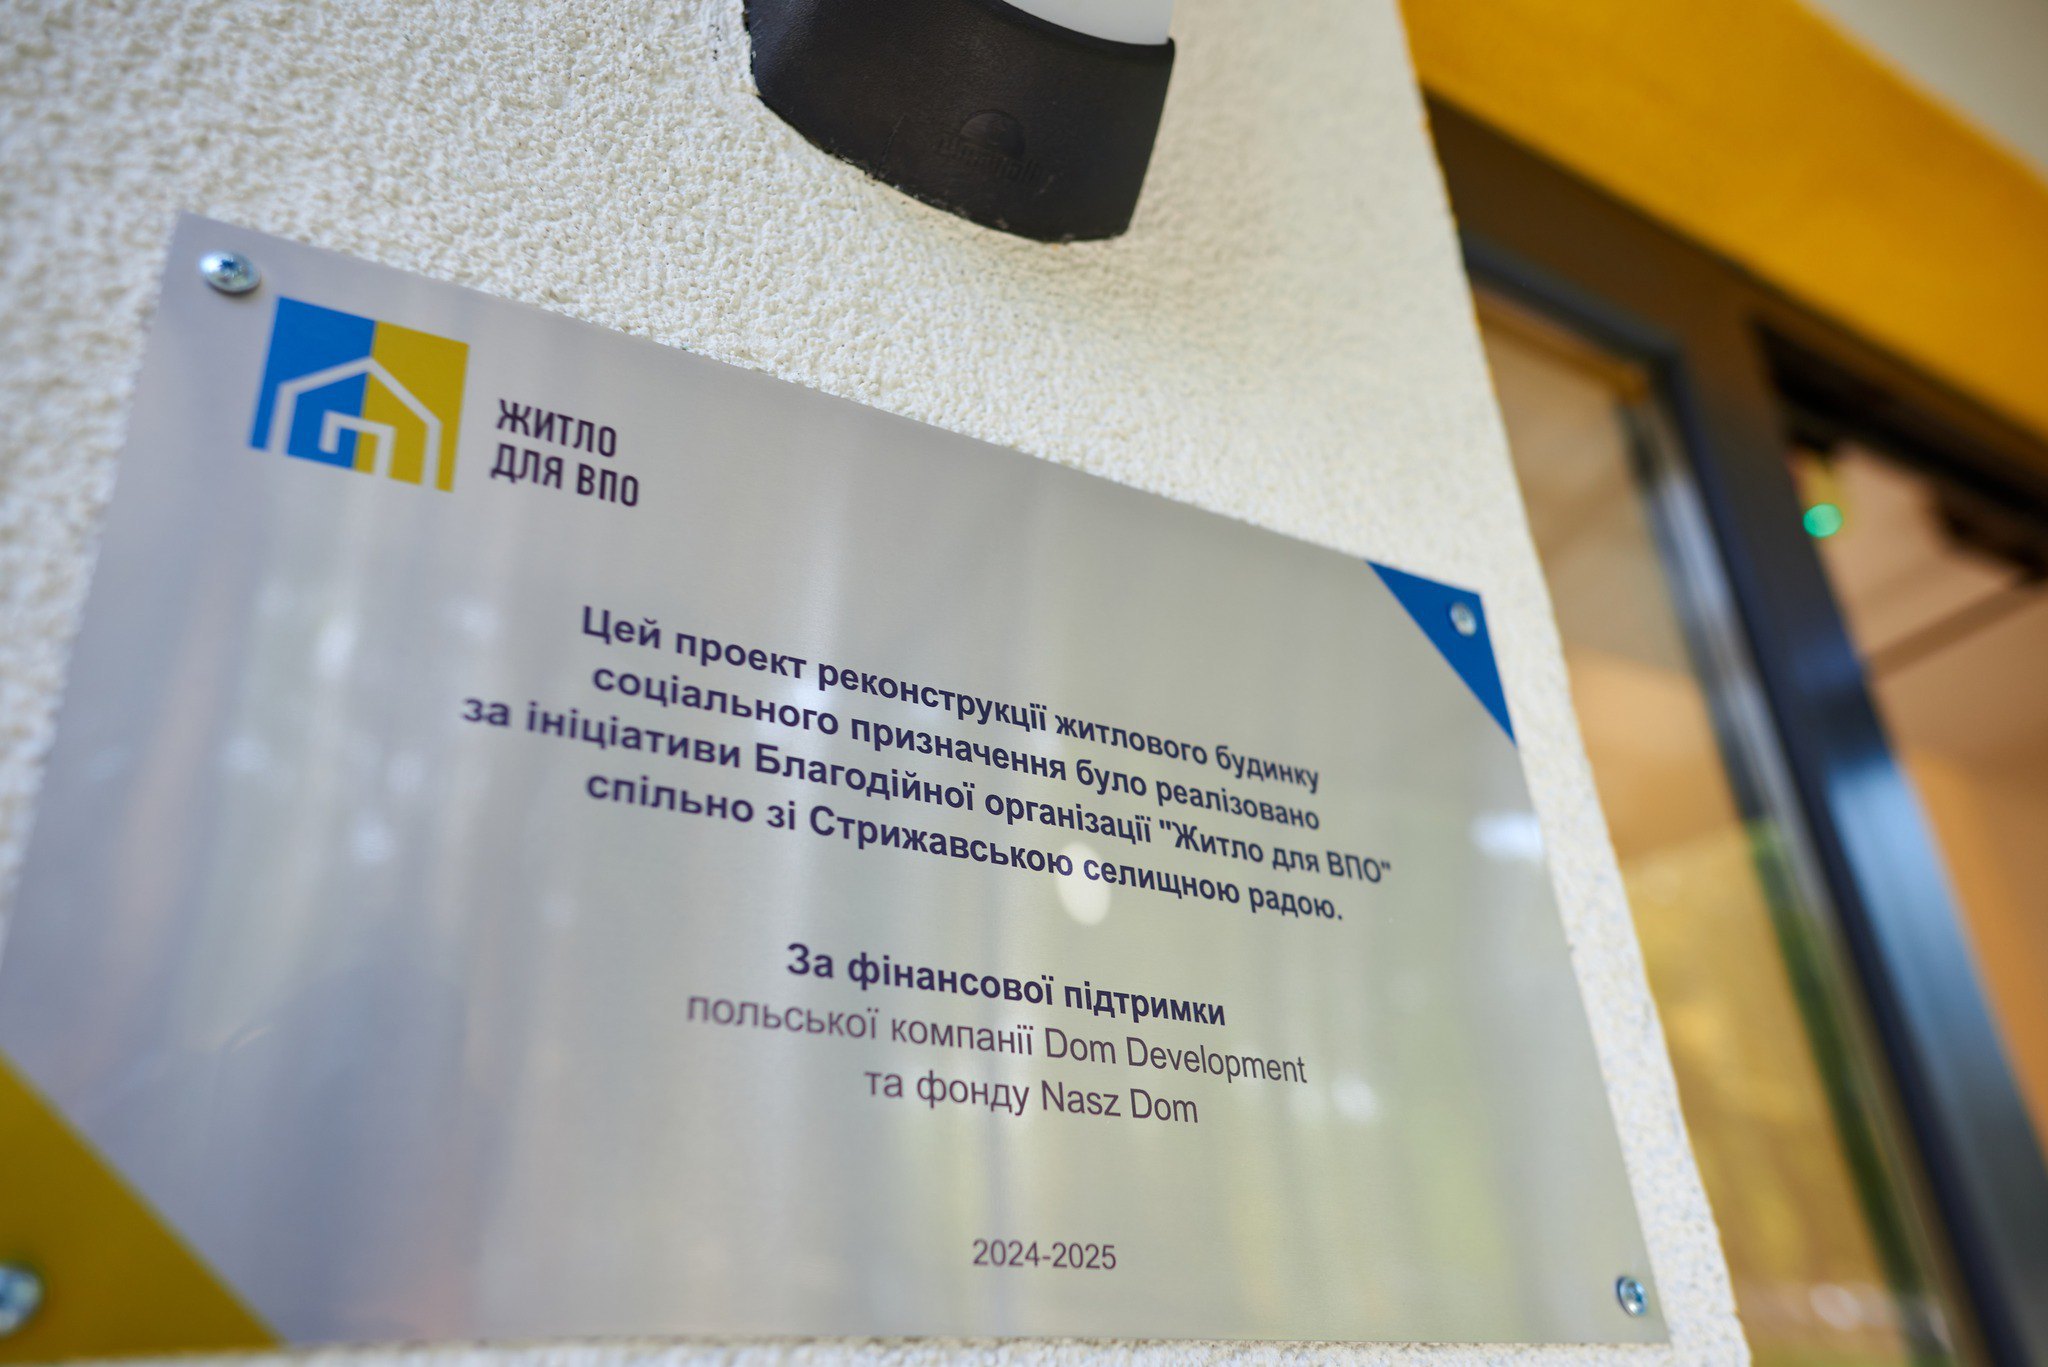 ЖИТЛО
ДЛЯ ВПО
Цей проект реконструкції житлового будинку
соціального призначення було реалізовано
за ініціативи Благодійної організації "Житло для ВПО"
спільно зі Стрижавською селищною радою.
За фінансової підтримки
польської компанії Dom Development
та фонду Nasz Dom
2024-2025